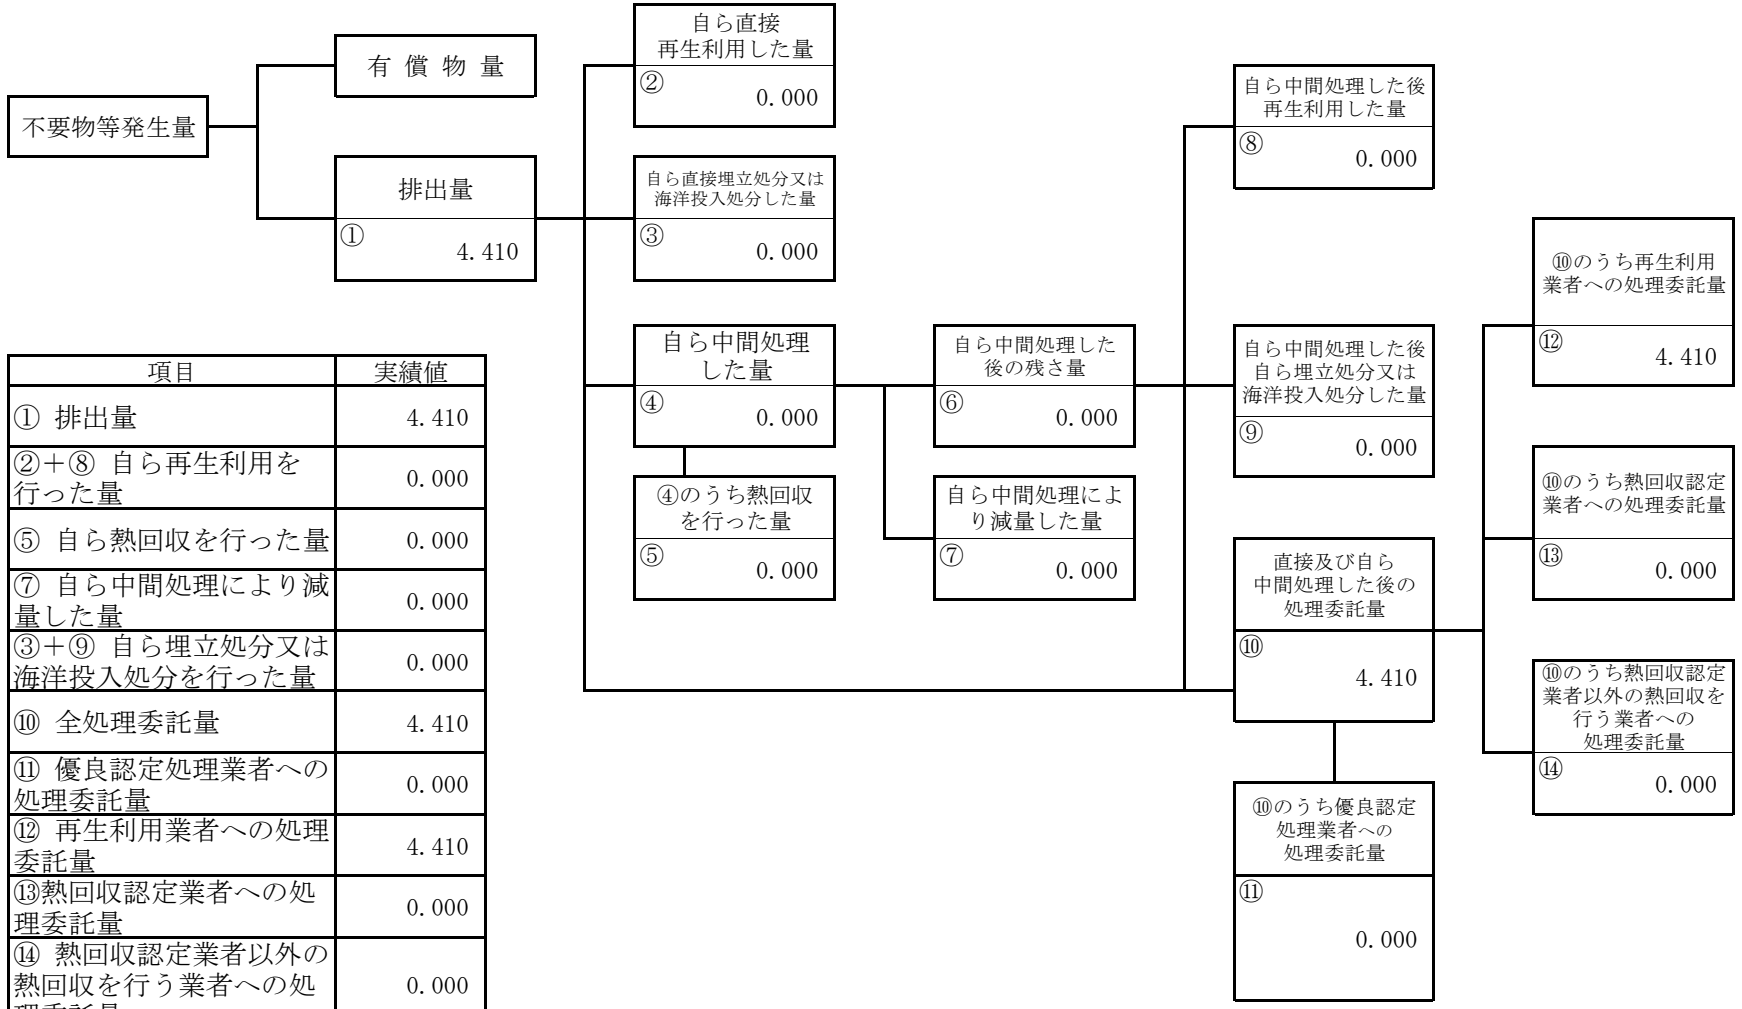 不要物等発生量
有 償 物 量
排出量
①
4.410
自ら直接
再生利用した量
②
0.000
自ら直接埋立処分又は
海洋投入処分した量
③
0.000
自ら中間処理
した量
④
0.000
④のうち熱回収
を行った量
⑤
0.000
自ら中間処理した
後の残さ量
⑥
0.000
自ら中間処理によ
り減量した量
⑦
0.000
自ら中間処理した後
再生利用した量
⑧
0.000
自ら中間処理した後
自ら埋立処分又は
海洋投入処分した量
⑨
0.000
直接及び自ら
中間処理した後の
処理委託量
⑩
4.410
⑩のうち優良認定
処理業者への
処理委託量
⑪
0.000
⑩のうち再生利用
業者への処理委託量
⑫
4.410
⑩のうち熱回収認定
業者への処理委託量
⑬
0.000
⑩のうち熱回収認定
業者以外の熱回収を
行う業者への
処理委託量
⑭
0.000
項目 実績値
① 排出量 4.410
②+⑧ 自ら再生利用を
行った量 0.000
⑤ 自ら熱回収を行った量 0.000
⑦ 自ら中間処理により減
量した量 0.000
③+⑨ 自ら埋立処分又は
海洋投入処分を行った量 0.000
⑩ 全処理委託量 4.410
⑪ 優良認定処理業者への
処理委託量 0.000
⑫ 再生利用業者への処理
委託量 4.410
⑬熱回収認定業者への処
理委託量 0.000
⑭ 熱回収認定業者以外の
熱回収を行う業者への処 0.000